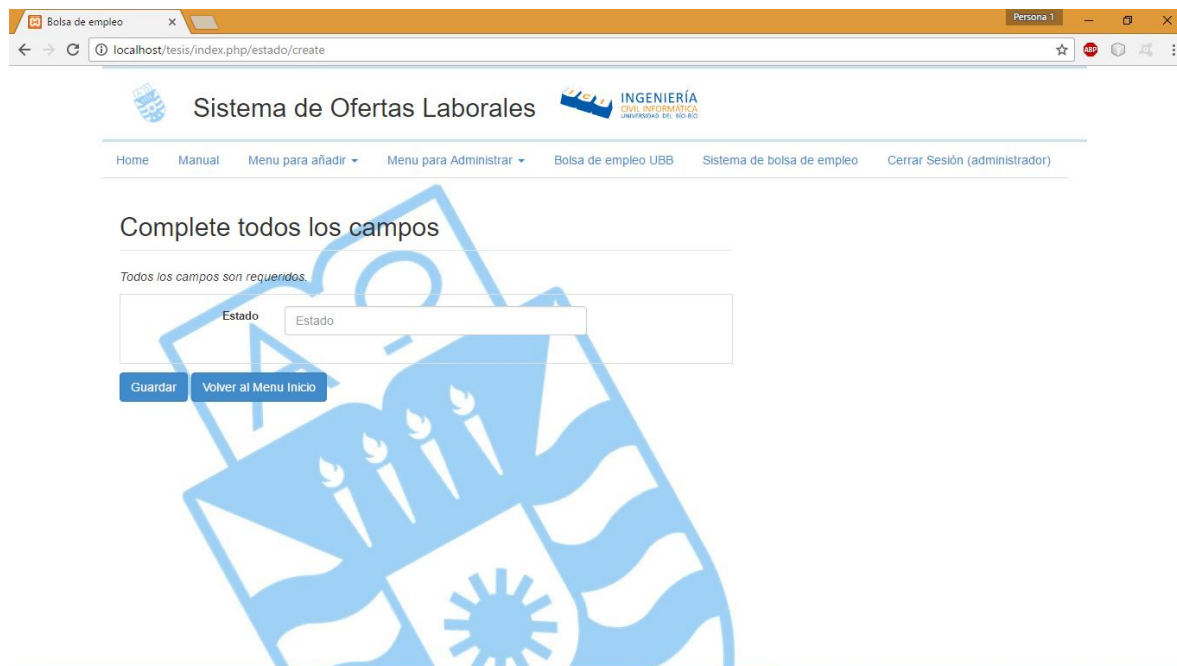 Bolsa de empleo
Persona 1
localhost/tesis/index.php/estado/create
ABP
Sistema de Ofertas Laborales
INGENIERÍA
CIVIL INFORMÁTICA
UNIVERSIDAD DEL BÍO-BÍO
Home Manual Menu para añadir Menu para Administrar Bolsa de empleo UBB Sistema de bolsa de empleo Cerrar Sesión (administrador)
Complete todos los campos
Todos los campos son requeridos.
Estado Estado
Guardar Volver al Menu Inicio